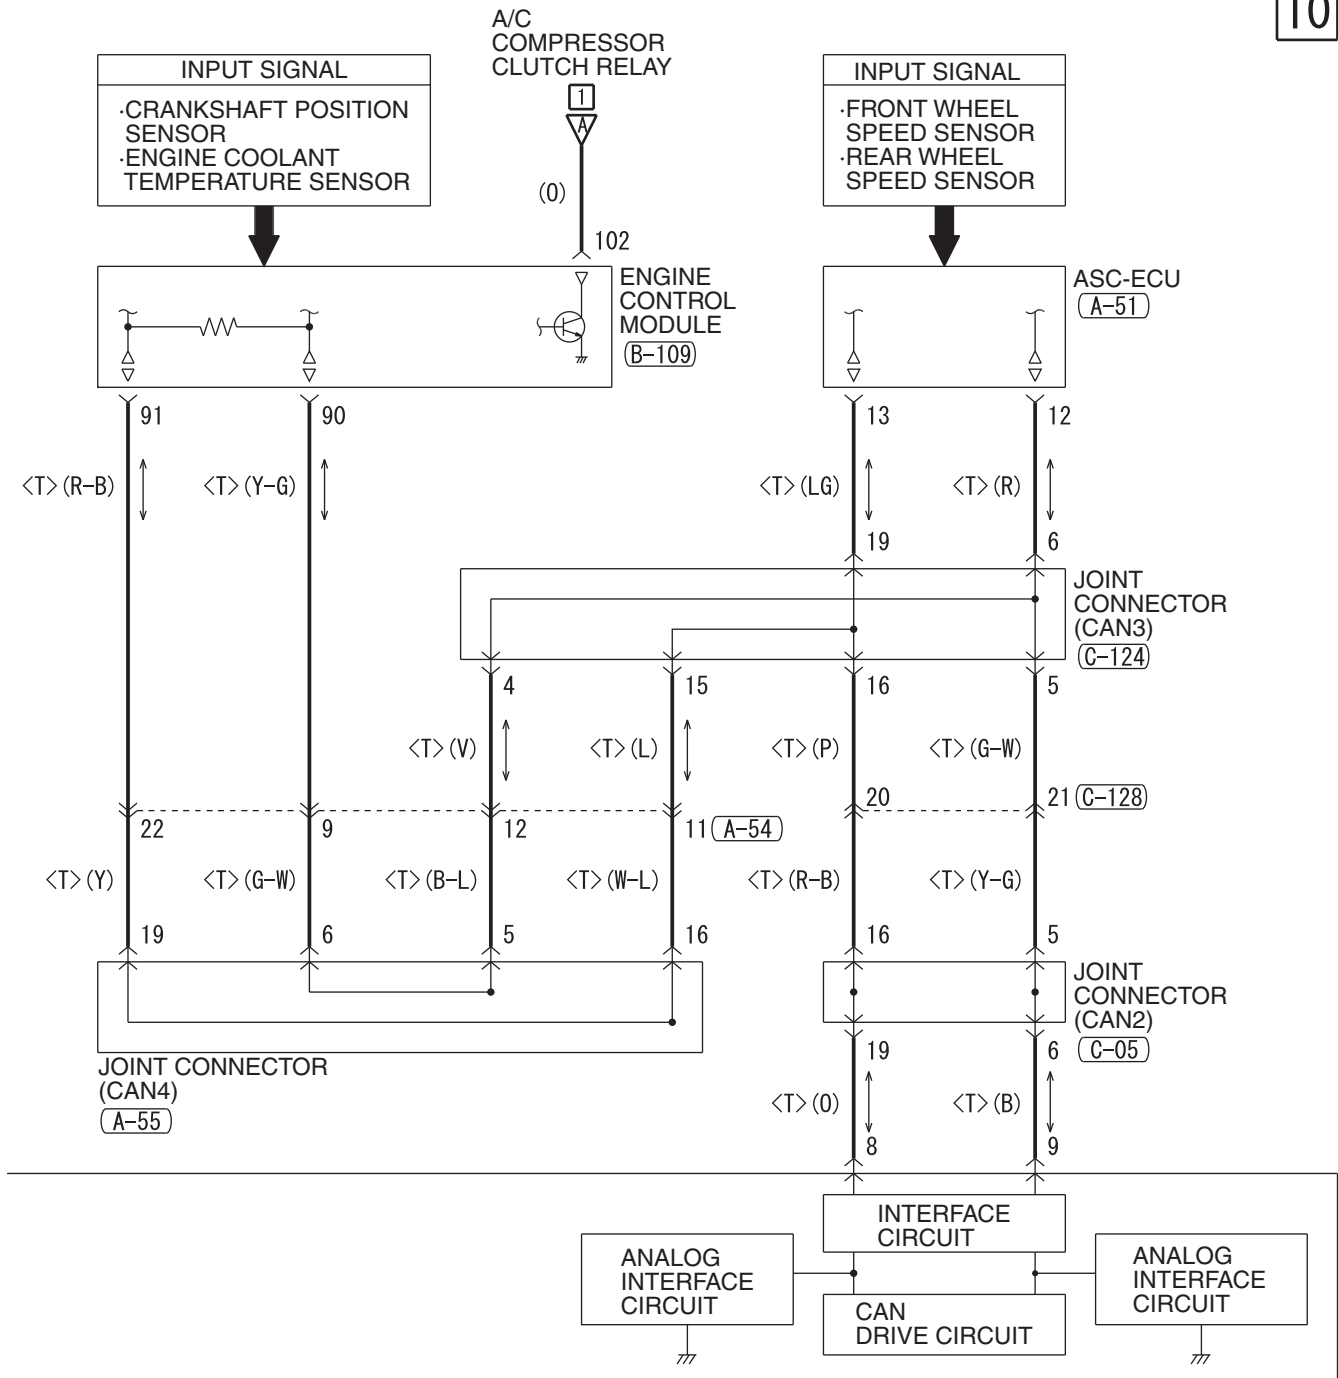 10
A/C
COMPRESSOR
CLUTCH RELAY
1
A
(O)
102
INPUT SIGNAL
·CRANKSHAFT POSITION
SENSOR
·ENGINE COOLANT
TEMPERATURE SENSOR
INPUT SIGNAL
·FRONT WHEEL
SPEED SENSOR
·REAR WHEEL
SPEED SENSOR
ENGINE
CONTROL
MODULE
B-109
ASC-ECU
A-51
91
90
13
12
<T>(R-B)
<T>(Y-G)
<T>(LG)
<T>(R)
19
6
JOINT
CONNECTOR
(CAN3)
C-124
4
15
16
5
<T>(V)
<T>(L)
<T>(P)
<T>(G-W)
20
21 C-128
22
9
12
11 A-54
<T>(Y)
<T>(G-W)
<T>(B-L)
<T>(W-L)
<T>(R-B)
<T>(Y-G)
19
6
5
16
16
5
JOINT
CONNECTOR
(CAN2)
C-05
JOINT CONNECTOR
(CAN4)
A-55
19
6
<T>(O)
<T>(B)
8
9
INTERFACE
CIRCUIT
ANALOG
INTERFACE
CIRCUIT
CAN
DRIVE CIRCUIT
ANALOG
INTERFACE
CIRCUIT